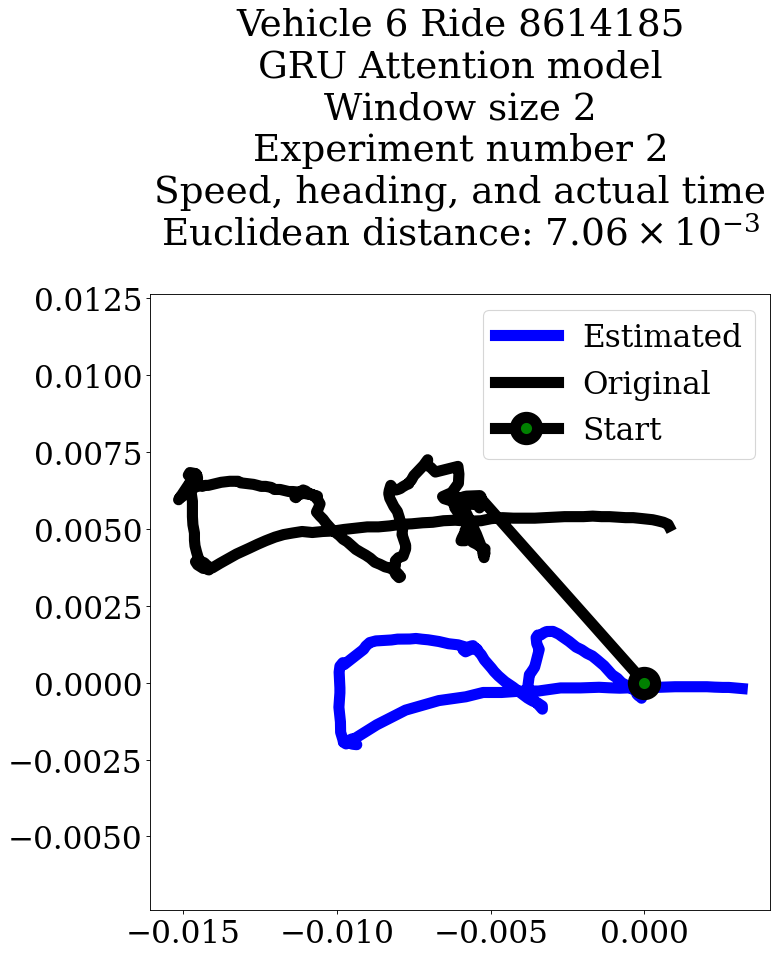 Vehicle 6 Ride 8614185
GRU Attention model
Window size 2
Experiment number 2
Speed, heading, and actual time
Euclidean distance: 7.06 × 10⁻³
Estimated
Original
Start
0.0125
0.0100
0.0075
0.0050
0.0025
0.0000
−0.0025
−0.0050
−0.015
−0.010
−0.005
0.000